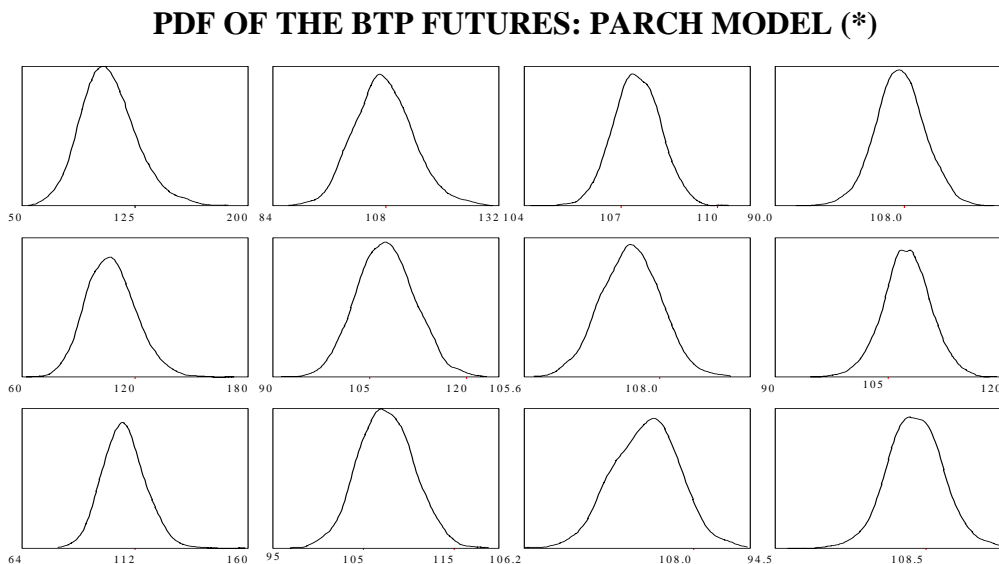 PDF OF THE BTP FUTURES: PARCH MODEL (*)
50 125 200 84 108 132 104 107 110 90.0 108.0
60 120 180 90 105 120 105.6 108.0 90 105 120
64 112 160 95 105 115 106.2 108.0 94.5 108.5